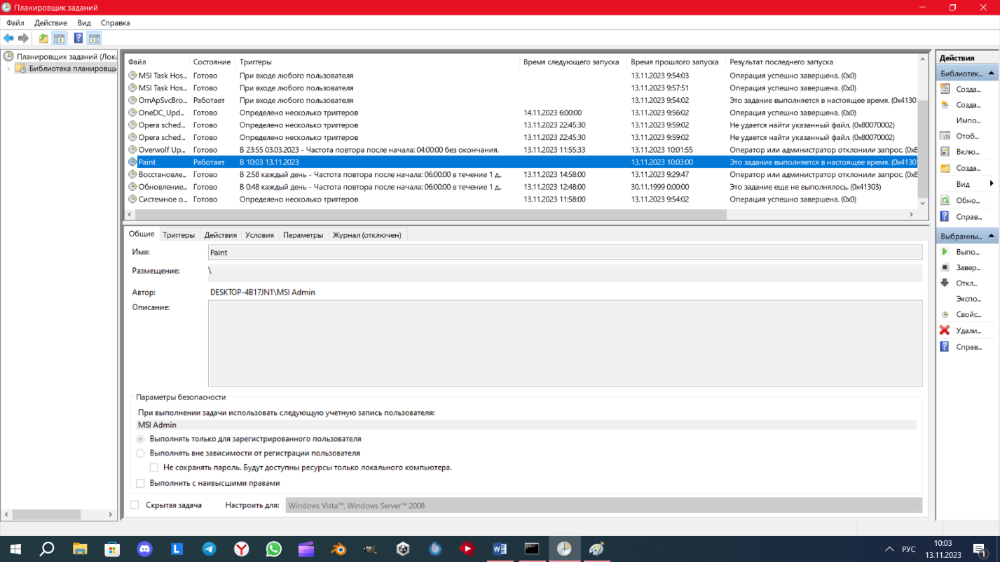 Планировщик заданий
Файл Действие Вид Справка
Планировщик заданий (Лока
Библиотека планировщи
Файл Состояние Триггеры Время следующего запуска Время прошлого запуска Результат последнего запуска
MSI Task Hos... Готово При входе любого пользователя 13.11.2023 9:54:03 Операция успешно завершена. (0x0)
MSI Task Hos... Готово При входе любого пользователя 13.11.2023 9:57:51 Операция успешно завершена. (0x0)
OmApSvcBro... Работает При входе любого пользователя 13.11.2023 9:54:02 Это задание выполняется в настоящее время. (0x4130
OneDC_Upd... Готово Определено несколько триггеров 14.11.2023 6:00:00 13.11.2023 9:56:02 Операция успешно завершена. (0x0)
Opera sched... Готово Определено несколько триггеров 13.11.2023 22:45:30 13.11.2023 9:59:02 Не удается найти указанный файл. (0x80070002)
Opera sched... Готово Определено несколько триггеров 13.11.2023 22:45:30 13.11.2023 9:59:02 Не удается найти указанный файл. (0x80070002)
Overwolf Up... Готово В 23:55 03.03.2023 - Частота повтора после начала: 04:00:00 без окончания. 13.11.2023 11:55:33 13.11.2023 10:01:55 Оператор или администратор отклонили запрос. (0x8
Paint Работает В 10:03 13.11.2023 13.11.2023 10:03:00 Это задание выполняется в настоящее время. (0x4130
Восстановле... Готово В 2:58 каждый день - Частота повтора после начала: 06:00:00 в течение 1 д.. 13.11.2023 14:58:00 13.11.2023 9:29:47 Оператор или администратор отклонили запрос. (0x8
Обновление... Готово В 0:48 каждый день - Частота повтора после начала: 06:00:00 в течение 1 д.. 13.11.2023 12:48:00 30.11.1999 0:00:00 Это задание еще не выполнялось. (0x41303)
Системное о... Готово Определено несколько триггеров 13.11.2023 11:58:00 13.11.2023 9:54:02 Операция успешно завершена. (0x0)
Общие Триггеры Действия Условия Параметры Журнал (отключен)
Имя: Paint
Размещение: \
Автор: DESKTOP-4B17JN1\MSI Admin
Описание:
Параметры безопасности
При выполнении задачи использовать следующую учетную запись пользователя:
MSI Admin
Выполнять только для зарегистрированного пользователя
Выполнять вне зависимости от регистрации пользователя
Не сохранять пароль. Будут доступны ресурсы только локального компьютера.
Выполнить с наивысшими правами
Скрытая задача Настроить для: Windows Vista™, Windows Server™ 2008
Действия
Библиотек...
Созда...
Созда...
Импо...
Отоб...
Вклю...
Созда...
Вид
Обно...
Справ...
Выбранны...
Выпо...
Завер...
Откл...
Экспо...
Свойс...
Удали...
Справ...
РУС
10:03
13.11.2023
1